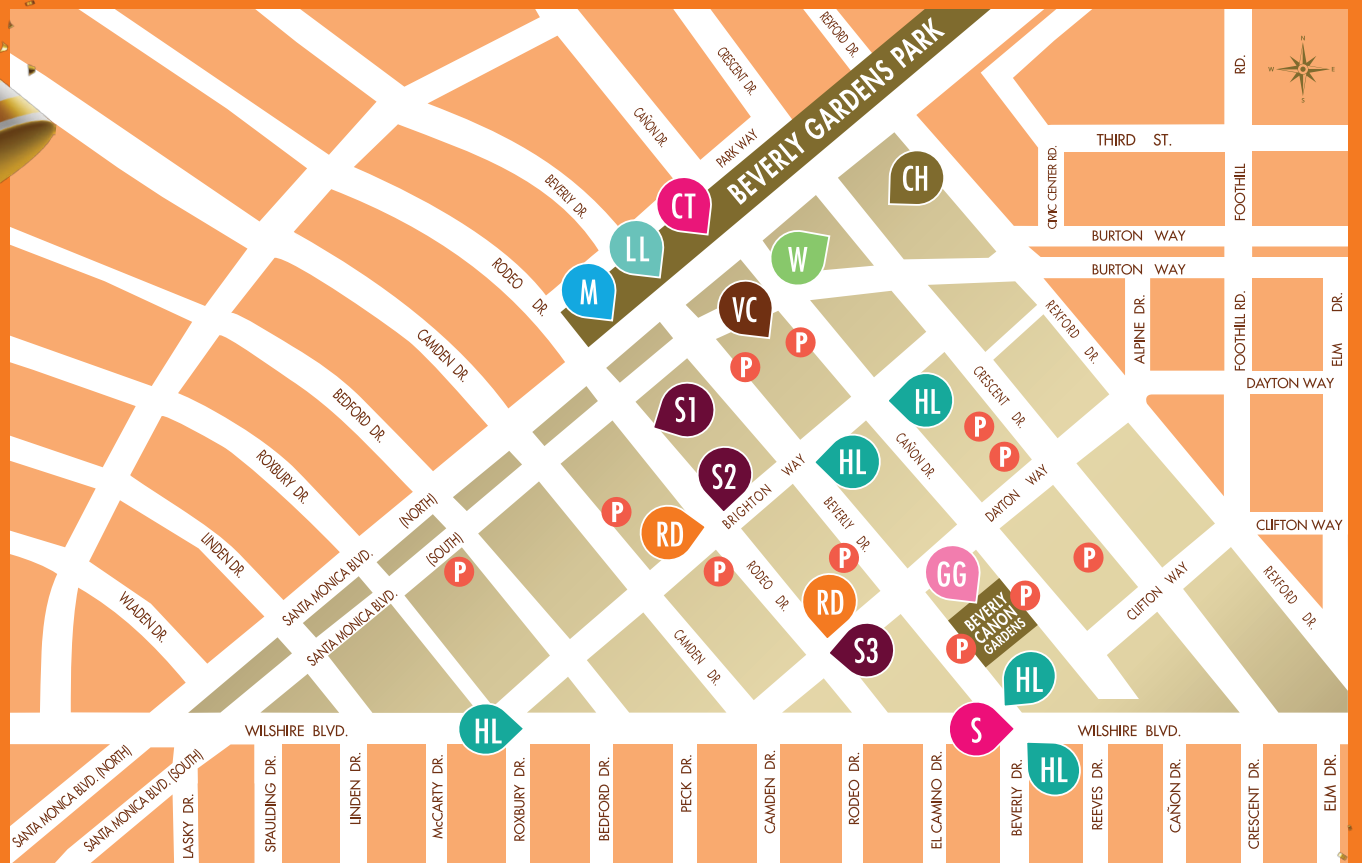 REXFORD DR.
CRESCENT DR.
CAÑON DR.
PARK WAY
BEVERLY GARDENS PARK
RD.
N
W
E
S
THIRD ST.
CIVIC CENTER RD.
FOOTHILL
BURTON WAY
BURTON WAY
CH
CT
LL
M
W
VC
BEVERLY DR.
RODEO DR.
CAMDEN DR.
BEDFORD DR.
ROXBURY DR.
LINDEN DR.
WLADEN DR.
P
P
REXFORD DR.
ALPINE DR.
FOOTHILL RD.
ELM DR.
DAYTON WAY
S1
HL
CRESCENT DR.
P
P
S2
BRIGHTON WAY
HL
CAÑON DR.
DAYTON WAY
BEVERLY DR.
(NORTH)
SANTA MONICA BLVD.
(SOUTH)
SANTA MONICA BLVD.
P
P
RD
P
RODEO DR.
P
P
CLIFTON WAY
CLIFTON WAY
REXFORD DR.
GG
BEVERLY
CANON
GARDENS
P
P
RD
S3
CAMDEN DR.
HL
WILSHIRE BLVD.
HL
S
WILSHIRE BLVD.
HL
SANTA MONICA BLVD. (NORTH)
SANTA MONICA BLVD. (SOUTH)
LASKY DR.
SPAULDING DR.
LINDEN DR.
McCARTY DR.
ROXBURY DR.
BEDFORD DR.
PECK DR.
CAMDEN DR.
RODEO DR.
EL CAMINO DR.
BEVERLY DR.
REEVES DR.
CAÑON DR.
CRESCENT DR.
ELM DR.